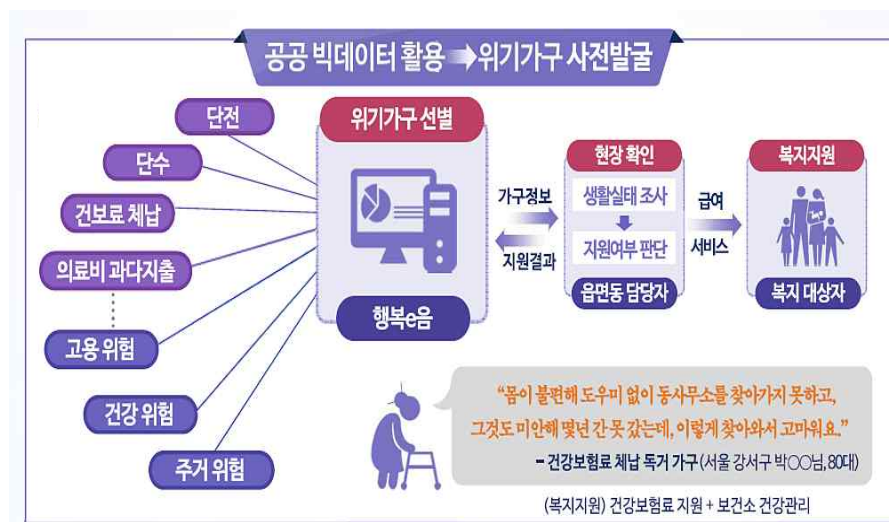 공공 빅데이터 활용➡위기가구 사전발굴
단전
단수
건보료 체납
의료비 과다지출
고용 위험
건강 위험
주거 위험
위기가구 선별
행복e음
가구정보
지원결과
현장 확인
생활실태 조사
지원여부 판단
읍면동 담당자
급여
서비스
복지지원
복지 대상자
“몸이 불편해 도우미 없이 동사무소를 찾아가지 못하고,
그것도 미안해 몇년 간 못 갔는데, 이렇게 찾아와서 고마워요.”
- 건강보험료 체납 독거 가구(서울 강서구 박○○님, 80대)
(복지지원) 건강보험료 지원 + 보건소 건강관리